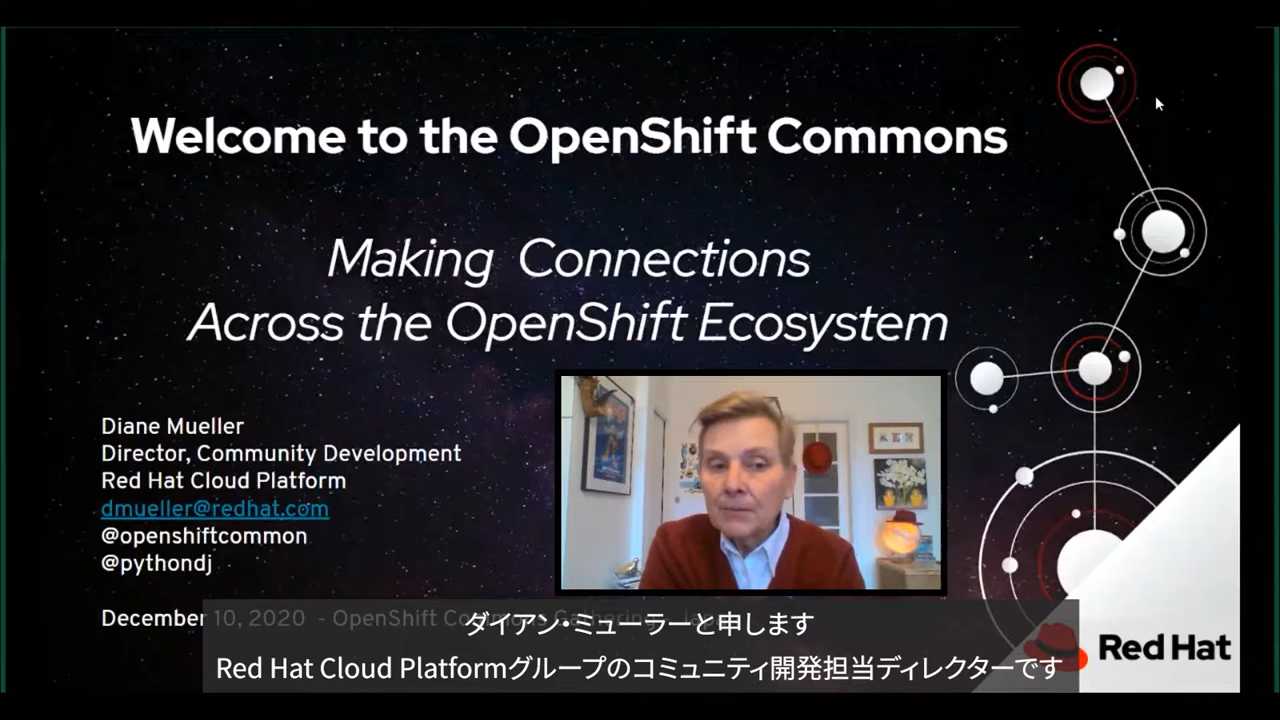 Welcome to the OpenShift Commons
Making Connections
Across the OpenShift Ecosystem
Diane Mueller
Director, Community Development
Red Hat Cloud Platform
dmueller@redhat.com
@openshiftcommon
@pythondj
December 10, 2020 - OpenShift Commons Gathering
ダイアン・ミューラーと申します
Red Hat Cloud Platformグループのコミュニティ開発担当ディレクターです
Red Hat